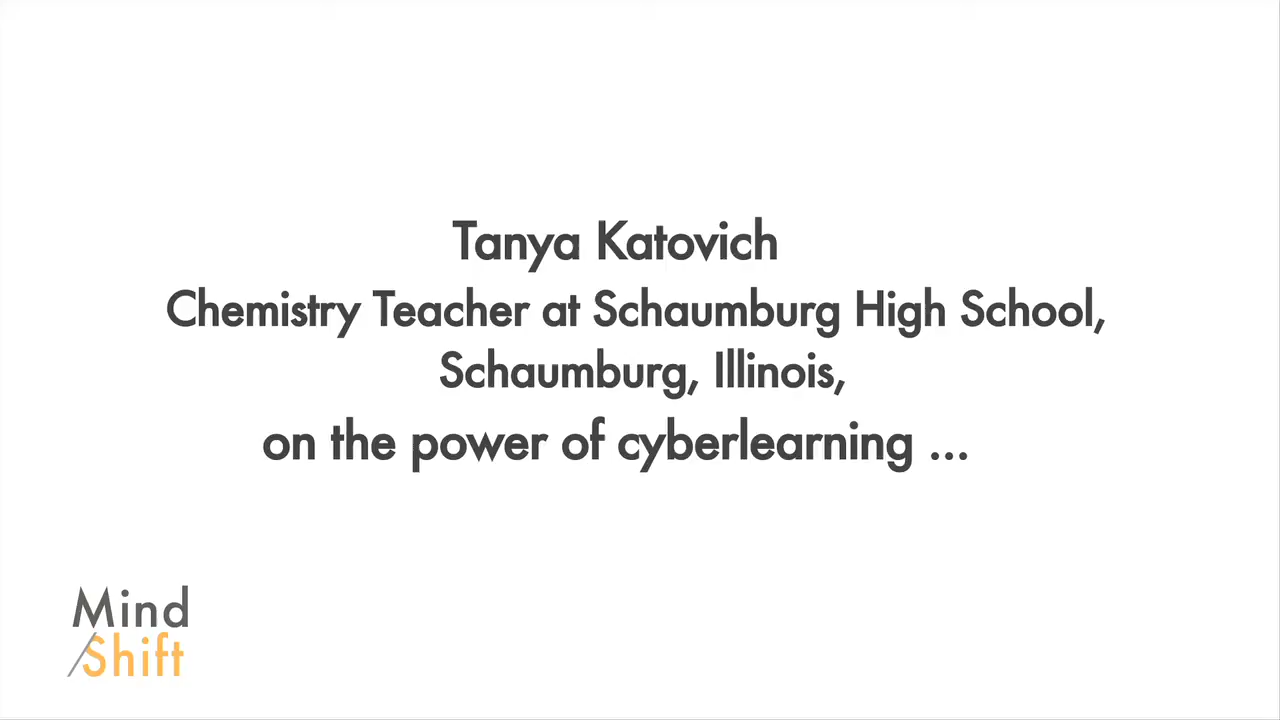 Tanya Katovich
Chemistry Teacher at Schaumburg High School,
Schaumburg, Illinois,
on the power of cyberlearning ...
Mind
/Shift